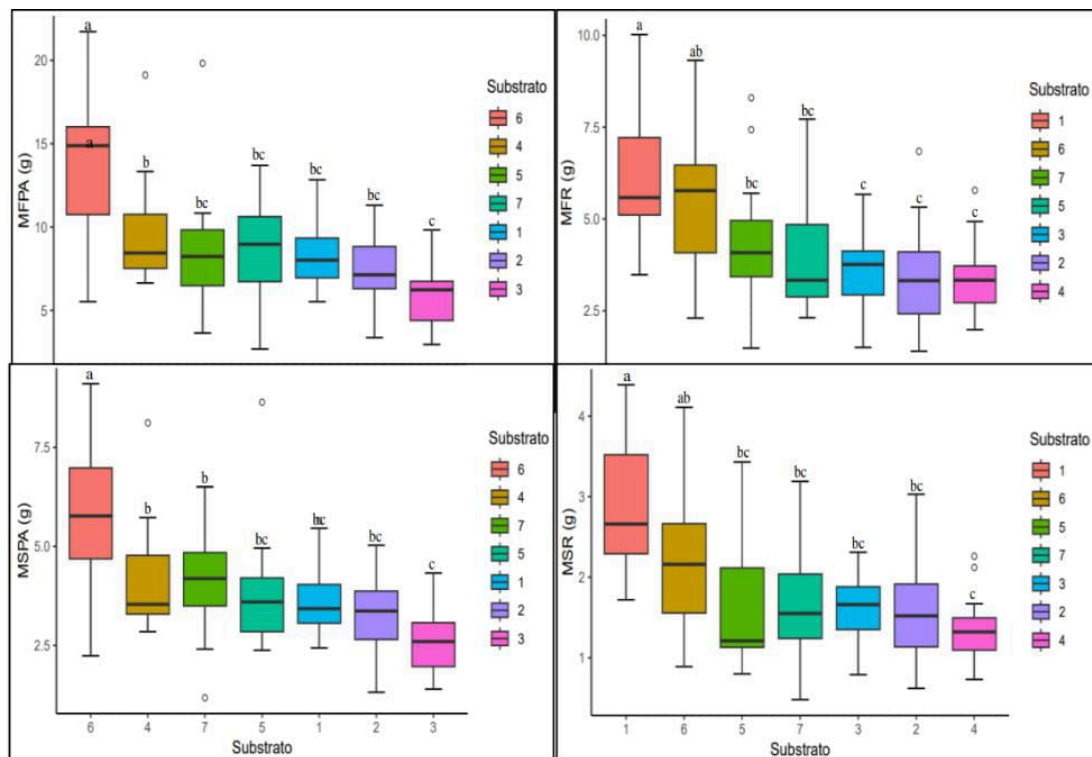 MFPA (g)
20
15
10
5
a
a
b
bc
bc
bc
bc
c
Substrato
6
4
5
7
1
2
3
MFR (g)
10.0
7.5
5.0
2.5
a
ab
bc
bc
c
c
c
Substrato
1
6
7
5
3
2
4
MSPA (g)
7.5
5.0
2.5
a
b
b
bc
bc
c
6 4 7 5 1 2 3
Substrato
Substrato
6
4
7
5
1
2
3
MSR (g)
4
3
2
1
a
ab
bc
bc
bc
bc
c
1 6 5 7 3 2 4
Substrato
Substrato
1
6
5
7
3
2
4